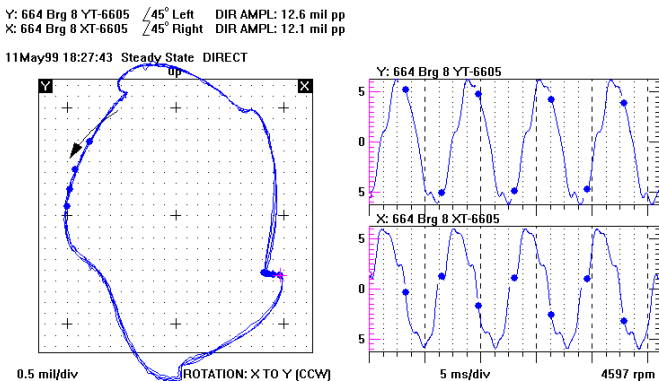 Y: 664 Brg 8 YT-6605 ∠45° Left DIR AMPL: 12.6 mil pp
X: 664 Brg 8 XT-6605 ∠45° Right DIR AMPL: 12.1 mil pp
11May99 18:27:43 Steady State DIRECT
up
Y
X
0.5 mil/div
ROTATION: X TO Y (CCW)
Y: 664 Brg 8 YT-6605
5
0
5
X: 664 Brg 8 XT-6605
5
0
5
5 ms/div 4597 rpm